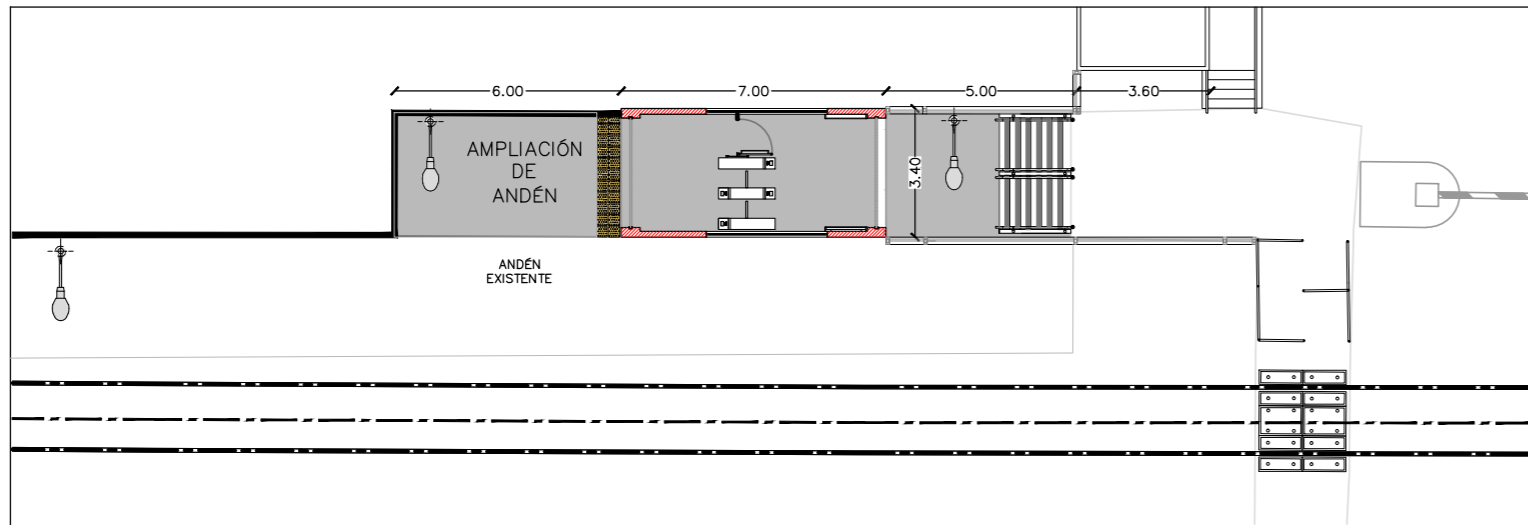 6.00
7.00
5.00
3.60
AMPLIACIÓN
DE
ANDÉN
3.40
ANDÉN
EXISTENTE